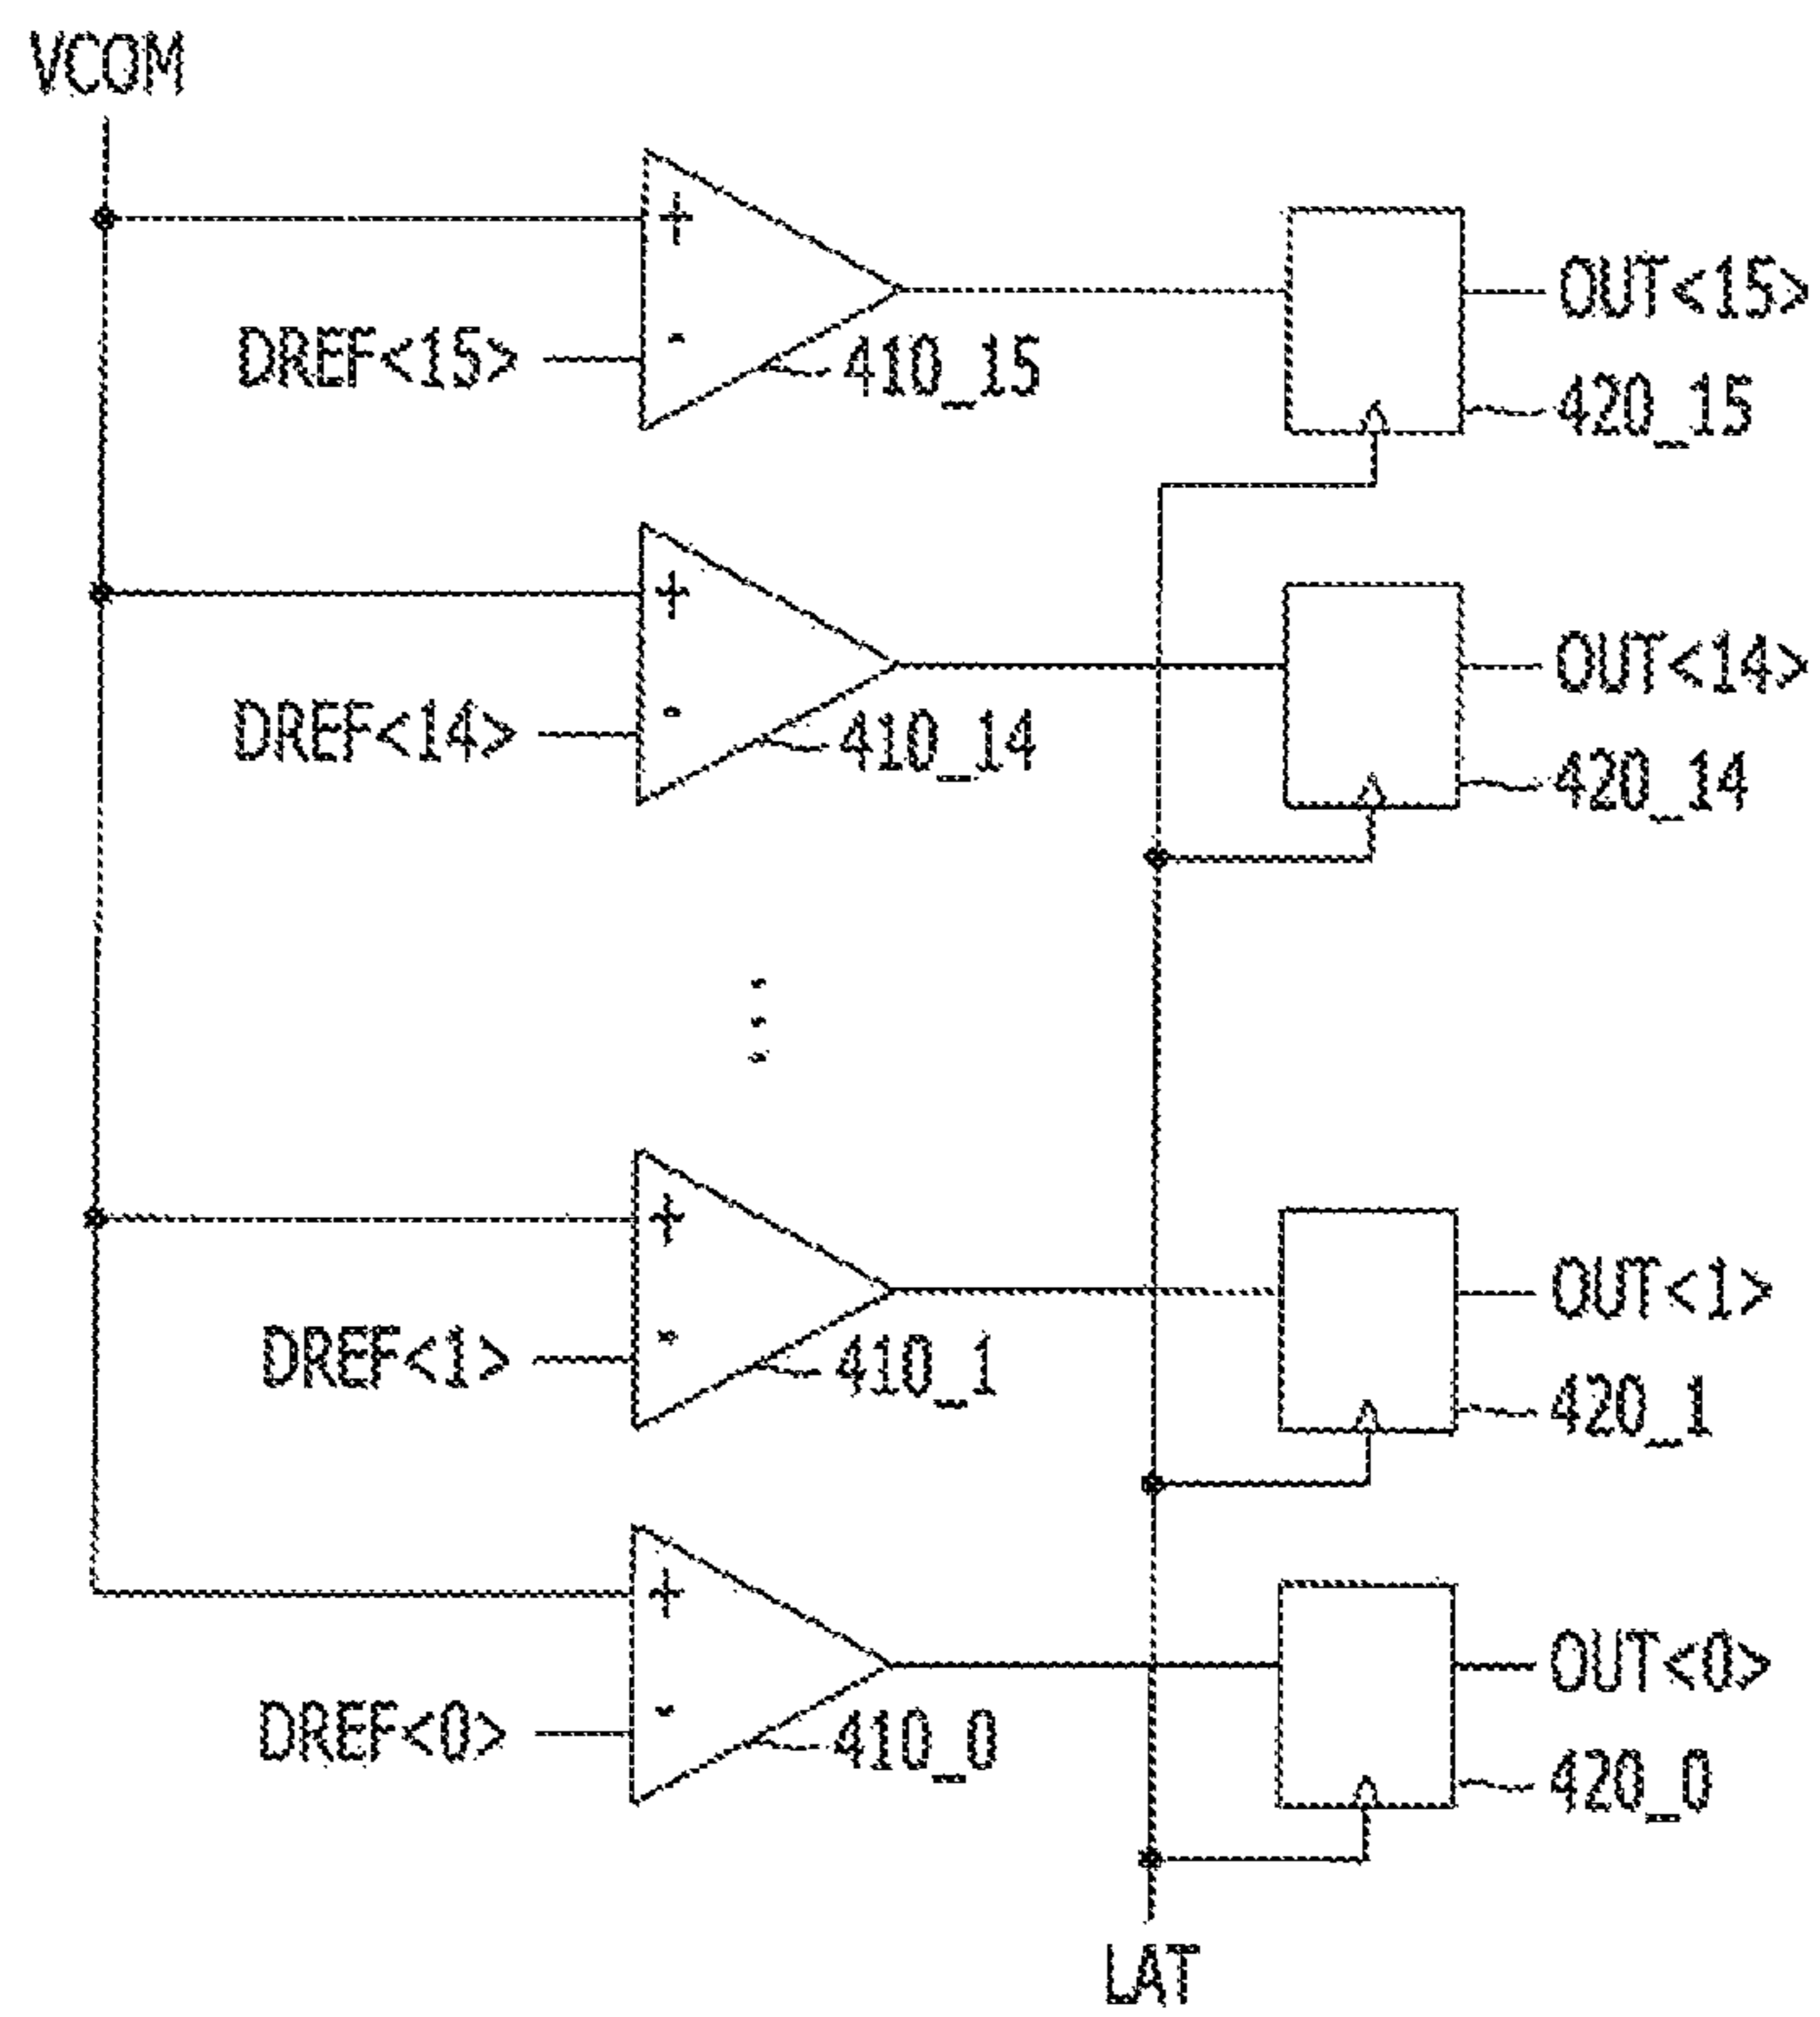 VCOM
+
OUT<15>
DREF<15>
-
410_15
420_15
+
OUT<14>
DREF<14>
-
410_14
420_14
+
OUT<1>
DREF<1>
-
410_1
420_1
+
OUT<0>
DREF<0>
-
410_0
420_0
LAT